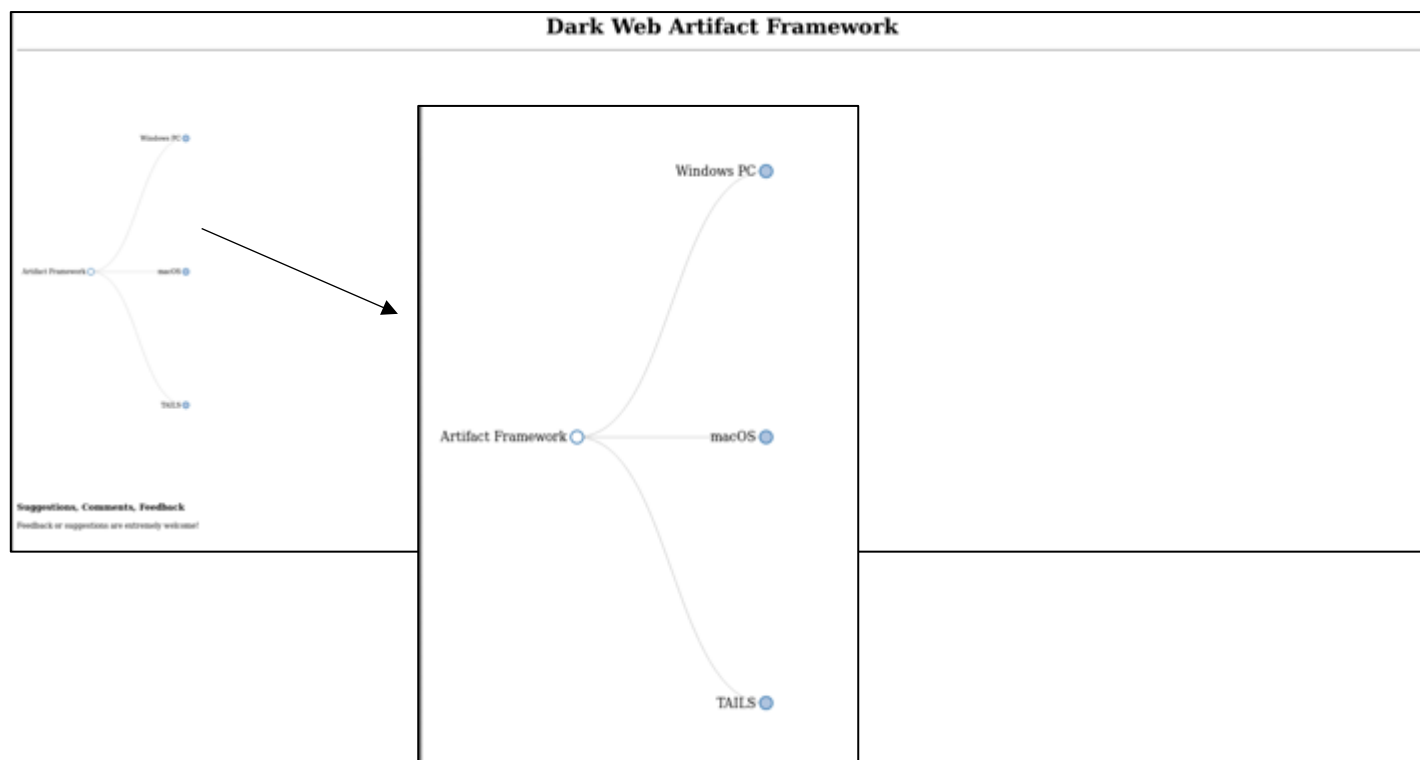 Dark Web Artifact Framework
Windows PC
Artifact Framework
macOS
TAILS
Suggestions, Comments, Feedback
Feedback or suggestions are extremely welcome!
Windows PC
Artifact Framework
macOS
TAILS